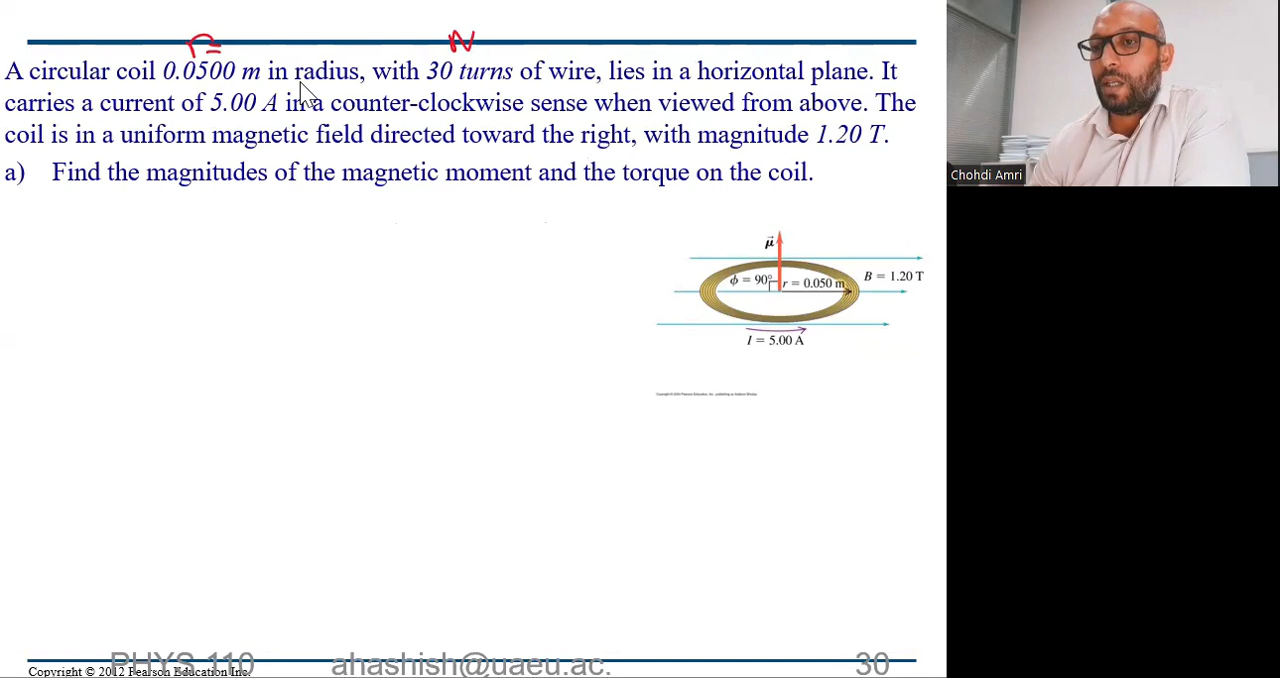 r= N
A circular coil 0.0500 m in radius, with 30 turns of wire, lies in a horizontal plane. It
carries a current of 5.00 A in a counter-clockwise sense when viewed from above. The
coil is in a uniform magnetic field directed toward the right, with magnitude 1.20 T.
a) Find the magnitudes of the magnetic moment and the torque on the coil.
Chohdi Amri
μ⃗
ϕ = 90° r = 0.050 m B = 1.20 T
I = 5.00 A
PHYS 110 ahashish@uaeu.ac. 30
Copyright © 2012 Pearson Education Inc.